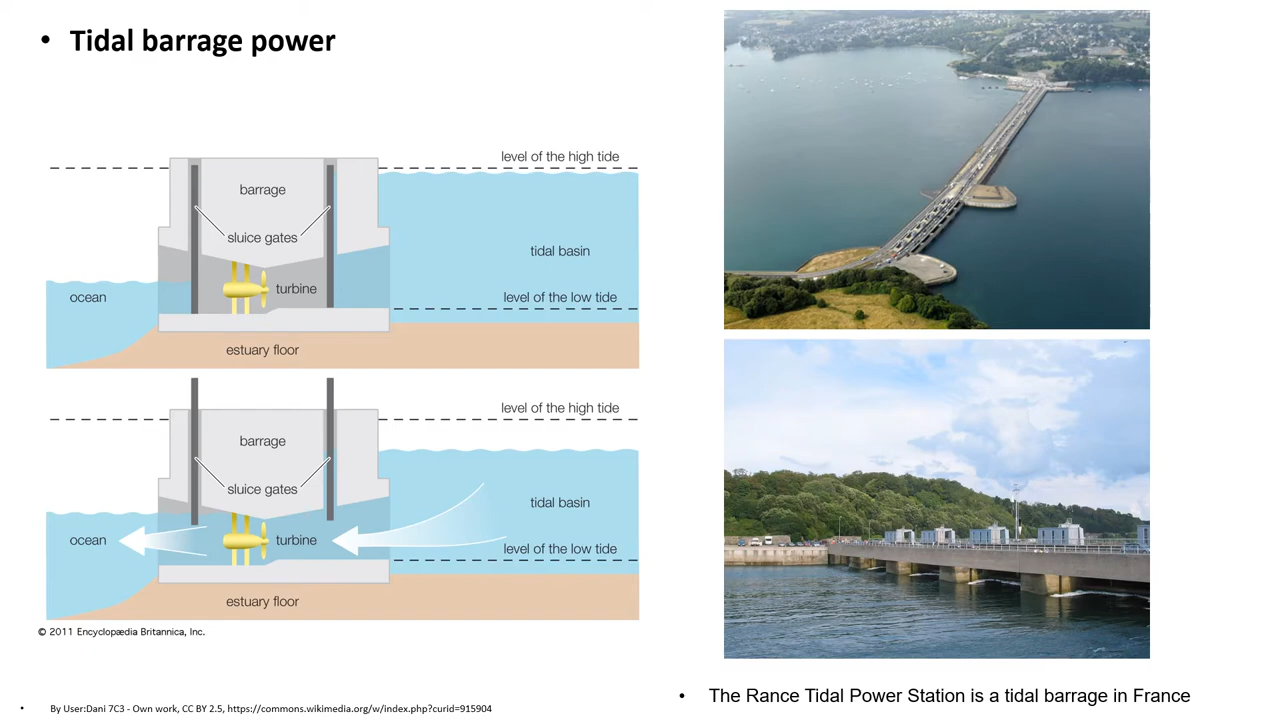 • Tidal barrage power
level of the high tide
barrage
sluice gates
tidal basin
turbine
ocean
level of the low tide
estuary floor
level of the high tide
barrage
sluice gates
tidal basin
ocean
turbine
level of the low tide
estuary floor
© 2011 Encyclopædia Britannica, Inc.
• The Rance Tidal Power Station is a tidal barrage in France
• By User:Dani 7C3 - Own work, CC BY 2.5, https://commons.wikimedia.org/w/index.php?curid=915904